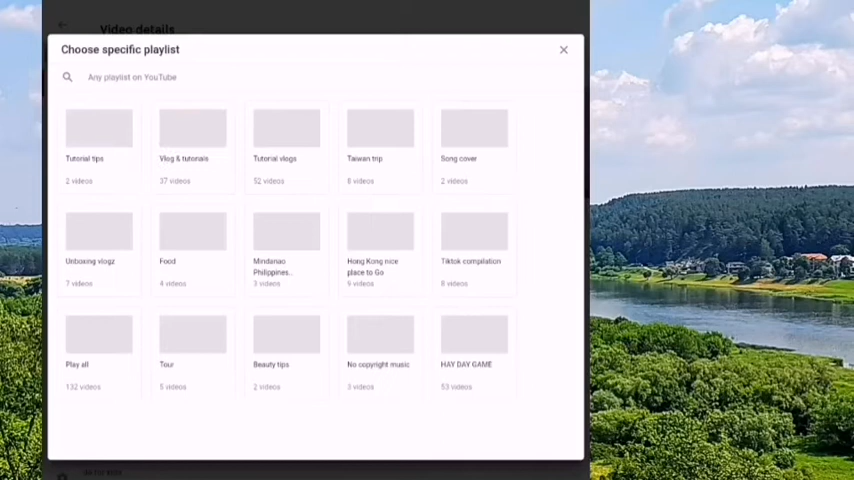 Video details
Choose specific playlist
Any playlist on YouTube
Tutorial tips
2 videos
Vlog & tutorials
37 videos
Tutorial vlogs
52 videos
Taiwan trip
8 videos
Song cover
2 videos
Unboxing vlogz
7 videos
Food
4 videos
Mindanao
Philippines..
3 videos
Hong Kong nice
place to Go
9 videos
Tiktok compilation
8 videos
Play all
132 videos
Tour
5 videos
Beauty tips
2 videos
No copyright music
3 videos
HAY DAY GAME
53 videos